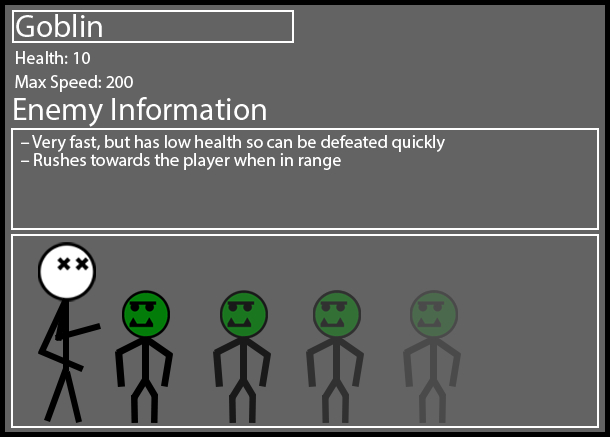 Goblin
Health: 10
Max Speed: 200
Enemy Information
– Very fast, but has low health so can be defeated quickly
– Rushes towards the player when in range